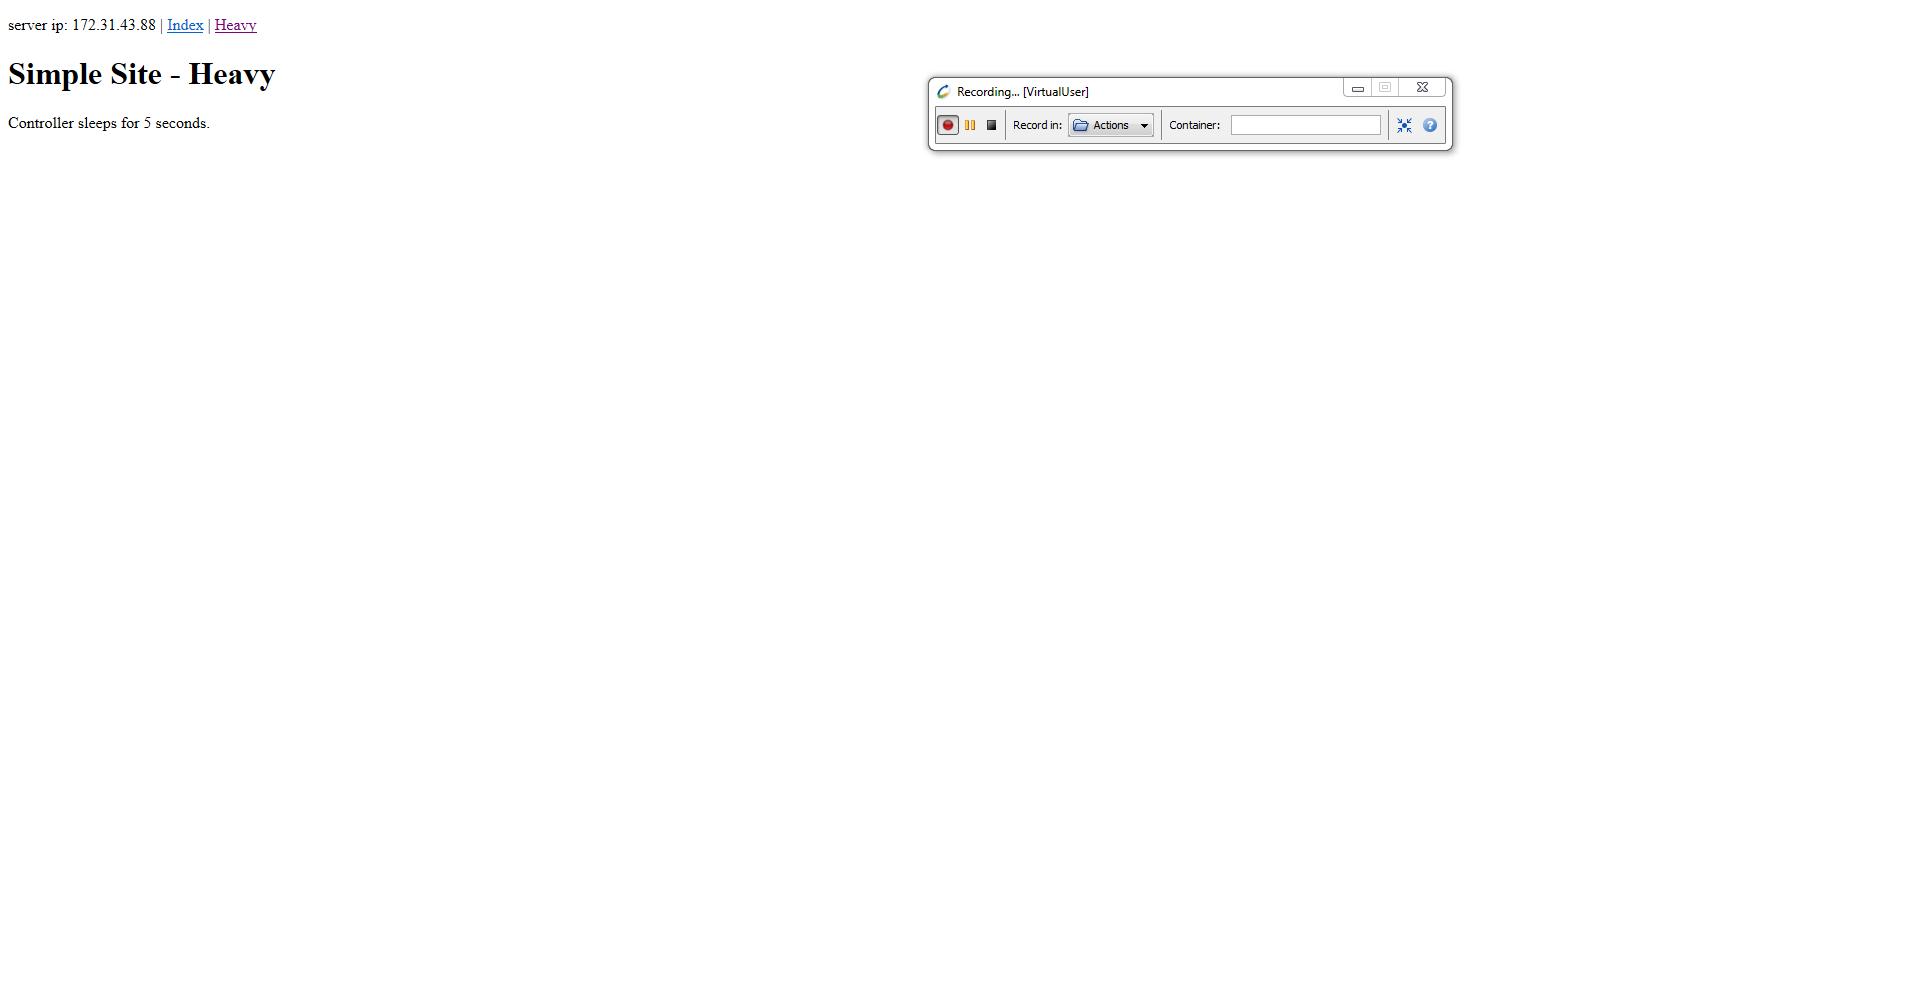 server ip: 172.31.43.88 | Index | Heavy
Simple Site - Heavy
Controller sleeps for 5 seconds.
Recording... [VirtualUser]
Record in: Actions Container: